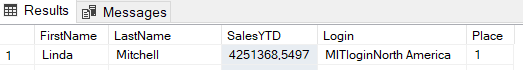 Results Messages
FirstName LastName SalesYTD Login Place
1 Linda Mitchell 4251368,5497 MITloginNorth America 1